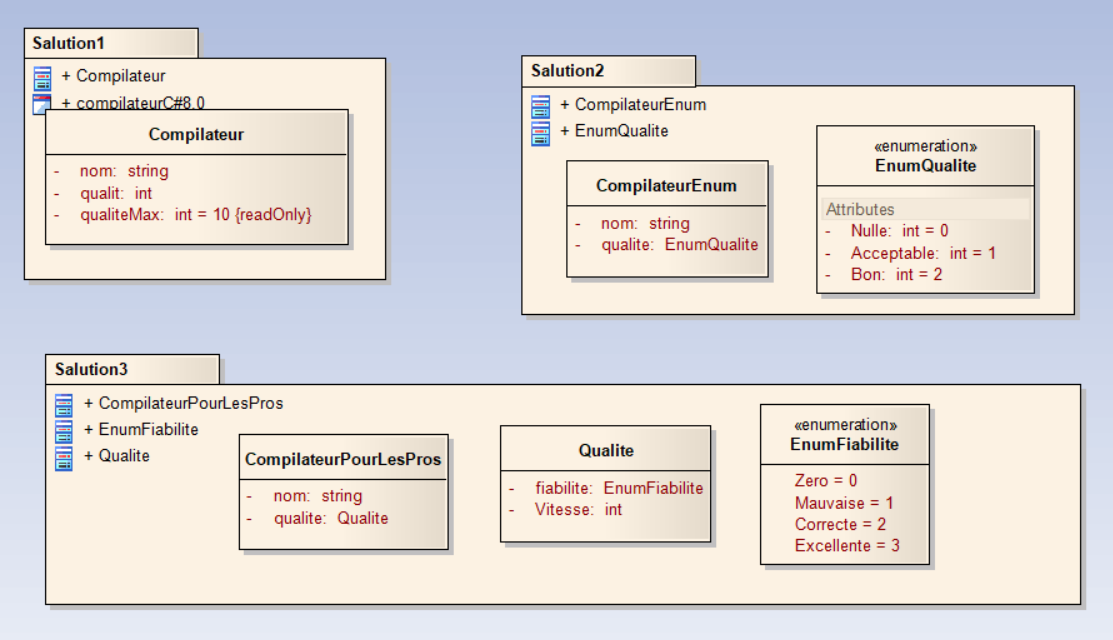 Salution1
+ Compilateur
+ compilateurC#8.0
Compilateur
- nom: string
- qualit: int
- qualiteMax: int = 10 {readOnly}
Salution2
+ CompilateurEnum
+ EnumQualite
CompilateurEnum
- nom: string
- qualite: EnumQualite
«enumeration»
EnumQualite
Attributes
- Nulle: int = 0
- Acceptable: int = 1
- Bon: int = 2
Salution3
+ CompilateurPourLesPros
+ EnumFiabilite
+ Qualite
CompilateurPourLesPros
- nom: string
- qualite: Qualite
Qualite
- fiabilite: EnumFiabilite
- Vitesse: int
«enumeration»
EnumFiabilite
Zero = 0
Mauvaise = 1
Correcte = 2
Excellente = 3